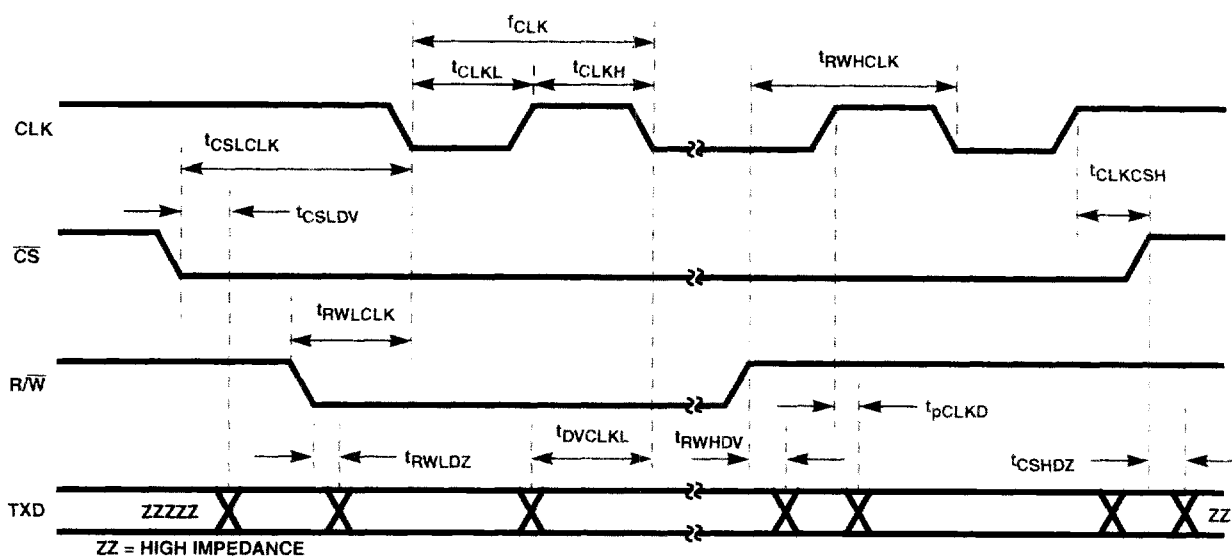 fCLK
tCLKL
tCLKH
tRWHCLK
CLK
tCSLCLK
tCLKCSH
tCSLDV
C̅S̅
tRWLCLK
R/W̅
tpCLKD
tDVCLKL
tRWHDV
tRWLDZ
tCSHDZ
TXD
ZZZZZ
ZZ
ZZ = HIGH IMPEDANCE